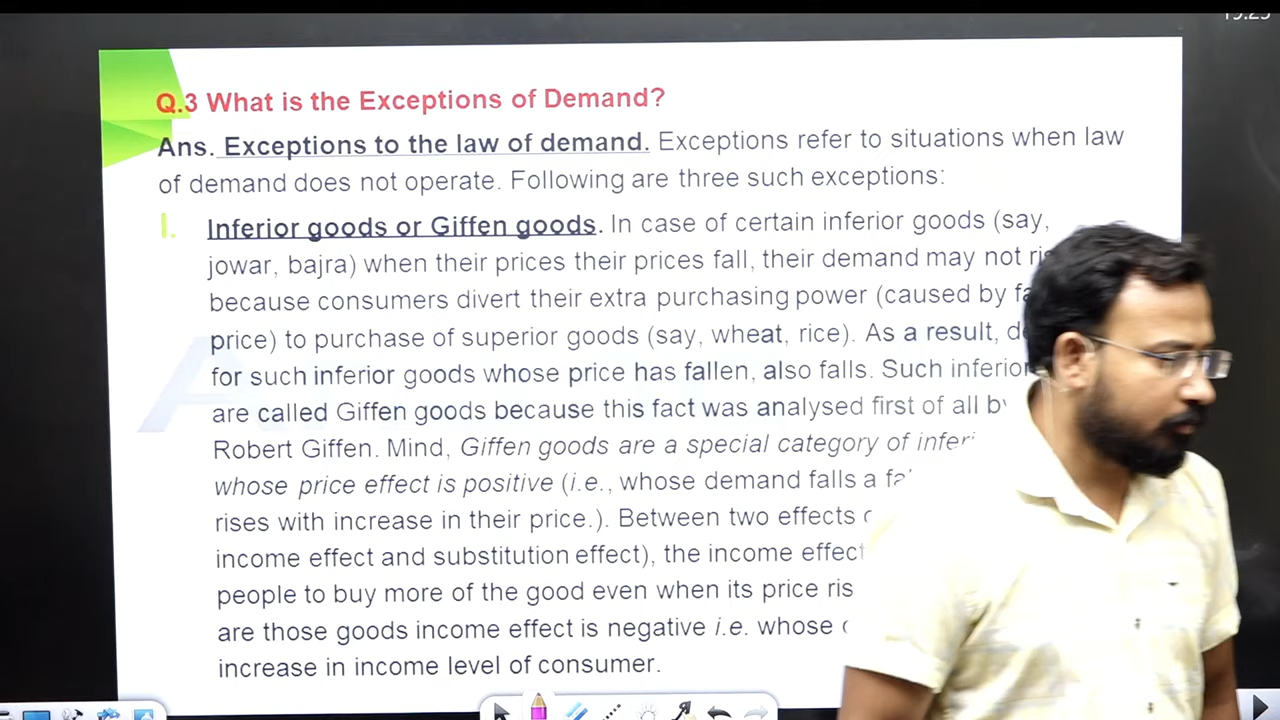 19:25
Q.3 What is the Exceptions of Demand?
Ans. Exceptions to the law of demand. Exceptions refer to situations when law
of demand does not operate. Following are three such exceptions:
I. Inferior goods or Giffen goods. In case of certain inferior goods (say,
jowar, bajra) when their prices their prices fall, their demand may not
because consumers divert their extra purchasing power (caused by
price) to purchase of superior goods (say, wheat, rice). As a result,
for such inferior goods whose price has fallen, also falls. Such inferior
are called Giffen goods because this fact was analysed first of all
Robert Giffen. Mind, Giffen goods are a special category of
whose price effect is positive (i.e., whose demand falls a
rises with increase in their price.). Between two effects
income effect and substitution effect), the income effect
people to buy more of the good even when its price
are those goods income effect is negative i.e. whose
increase in income level of consumer.